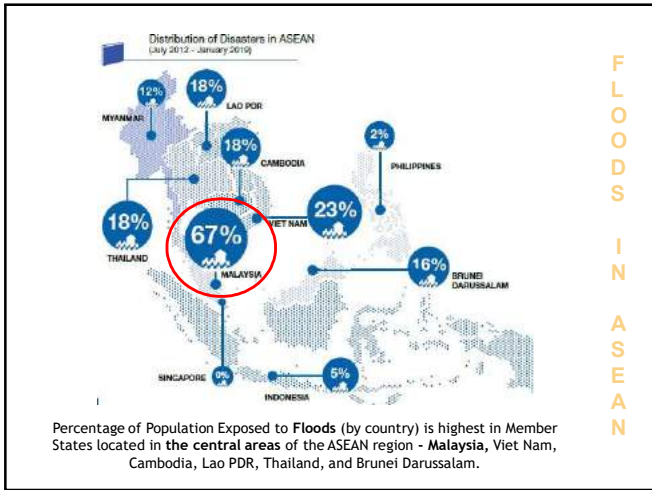 Distribution of Disasters in ASEAN
(July 2012 - January 2019)
12%
MYANMAR
18%
LAO PDR
18%
CAMBODIA
2%
PHILIPPINES
18%
THAILAND
67%
MALAYSIA
23%
VIET NAM
16%
BRUNEI
DARUSSALAM
SINGAPORE
0%
5%
INDONESIA
Percentage of Population Exposed to Floods (by country) is highest in Member
States located in the central areas of the ASEAN region - Malaysia, Viet Nam,
Cambodia, Lao PDR, Thailand, and Brunei Darussalam.
FLOODS IN ASEAN